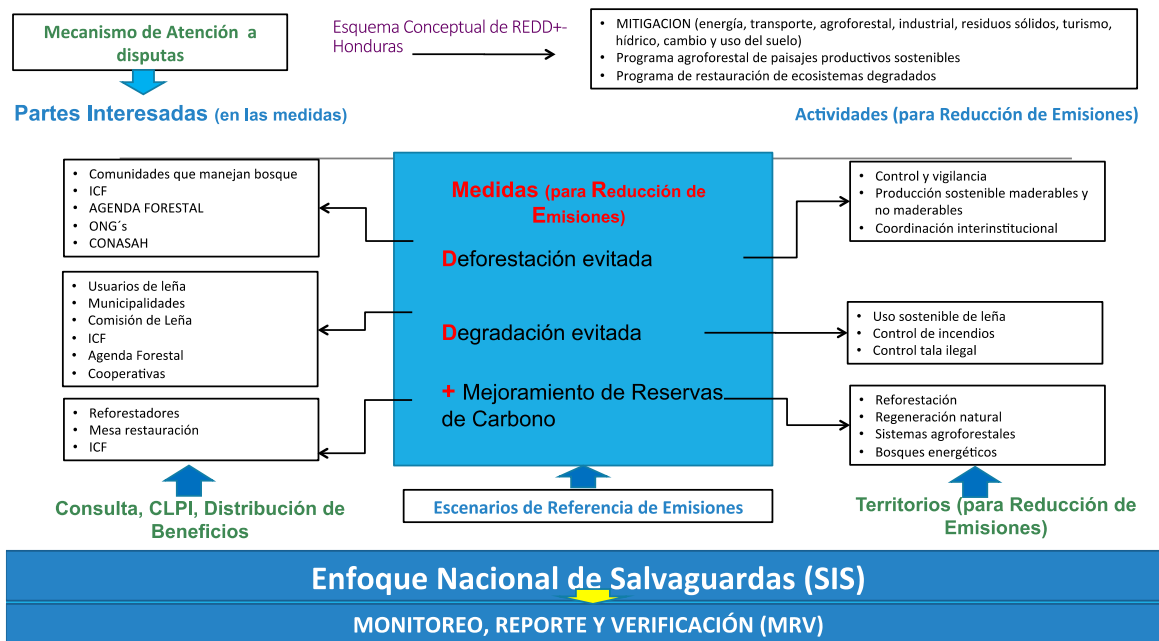 Mecanismo de Atención a
disputas
Esquema Conceptual de REDD+-
Honduras
• MITIGACION (energía, transporte, agroforestal, industrial, residuos sólidos, turismo,
hídrico, cambio y uso del suelo)
• Programa agroforestal de paisajes productivos sostenibles
• Programa de restauración de ecosistemas degradados
Partes Interesadas (en las medidas)
Actividades (para Reducción de Emisiones)
• Comunidades que manejan bosque
• ICF
• AGENDA FORESTAL
• ONG´s
• CONASAH
• Usuarios de leña
• Municipalidades
• Comisión de Leña
• ICF
• Agenda Forestal
• Cooperativas
• Reforestadores
• Mesa restauración
• ICF
Medidas (para Reducción de
Emisiones)
Deforestación evitada
Degradación evitada
+ Mejoramiento de Reservas
de Carbono
• Control y vigilancia
• Producción sostenible maderables y
no maderables
• Coordinación interinstitucional
• Uso sostenible de leña
• Control de incendios
• Control tala ilegal
• Reforestación
• Regeneración natural
• Sistemas agroforestales
• Bosques energéticos
Consulta, CLPI, Distribución de
Beneficios
Escenarios de Referencia de Emisiones
Territorios (para Reducción de
Emisiones)
Enfoque Nacional de Salvaguardas (SIS)
MONITOREO, REPORTE Y VERIFICACIÓN (MRV)